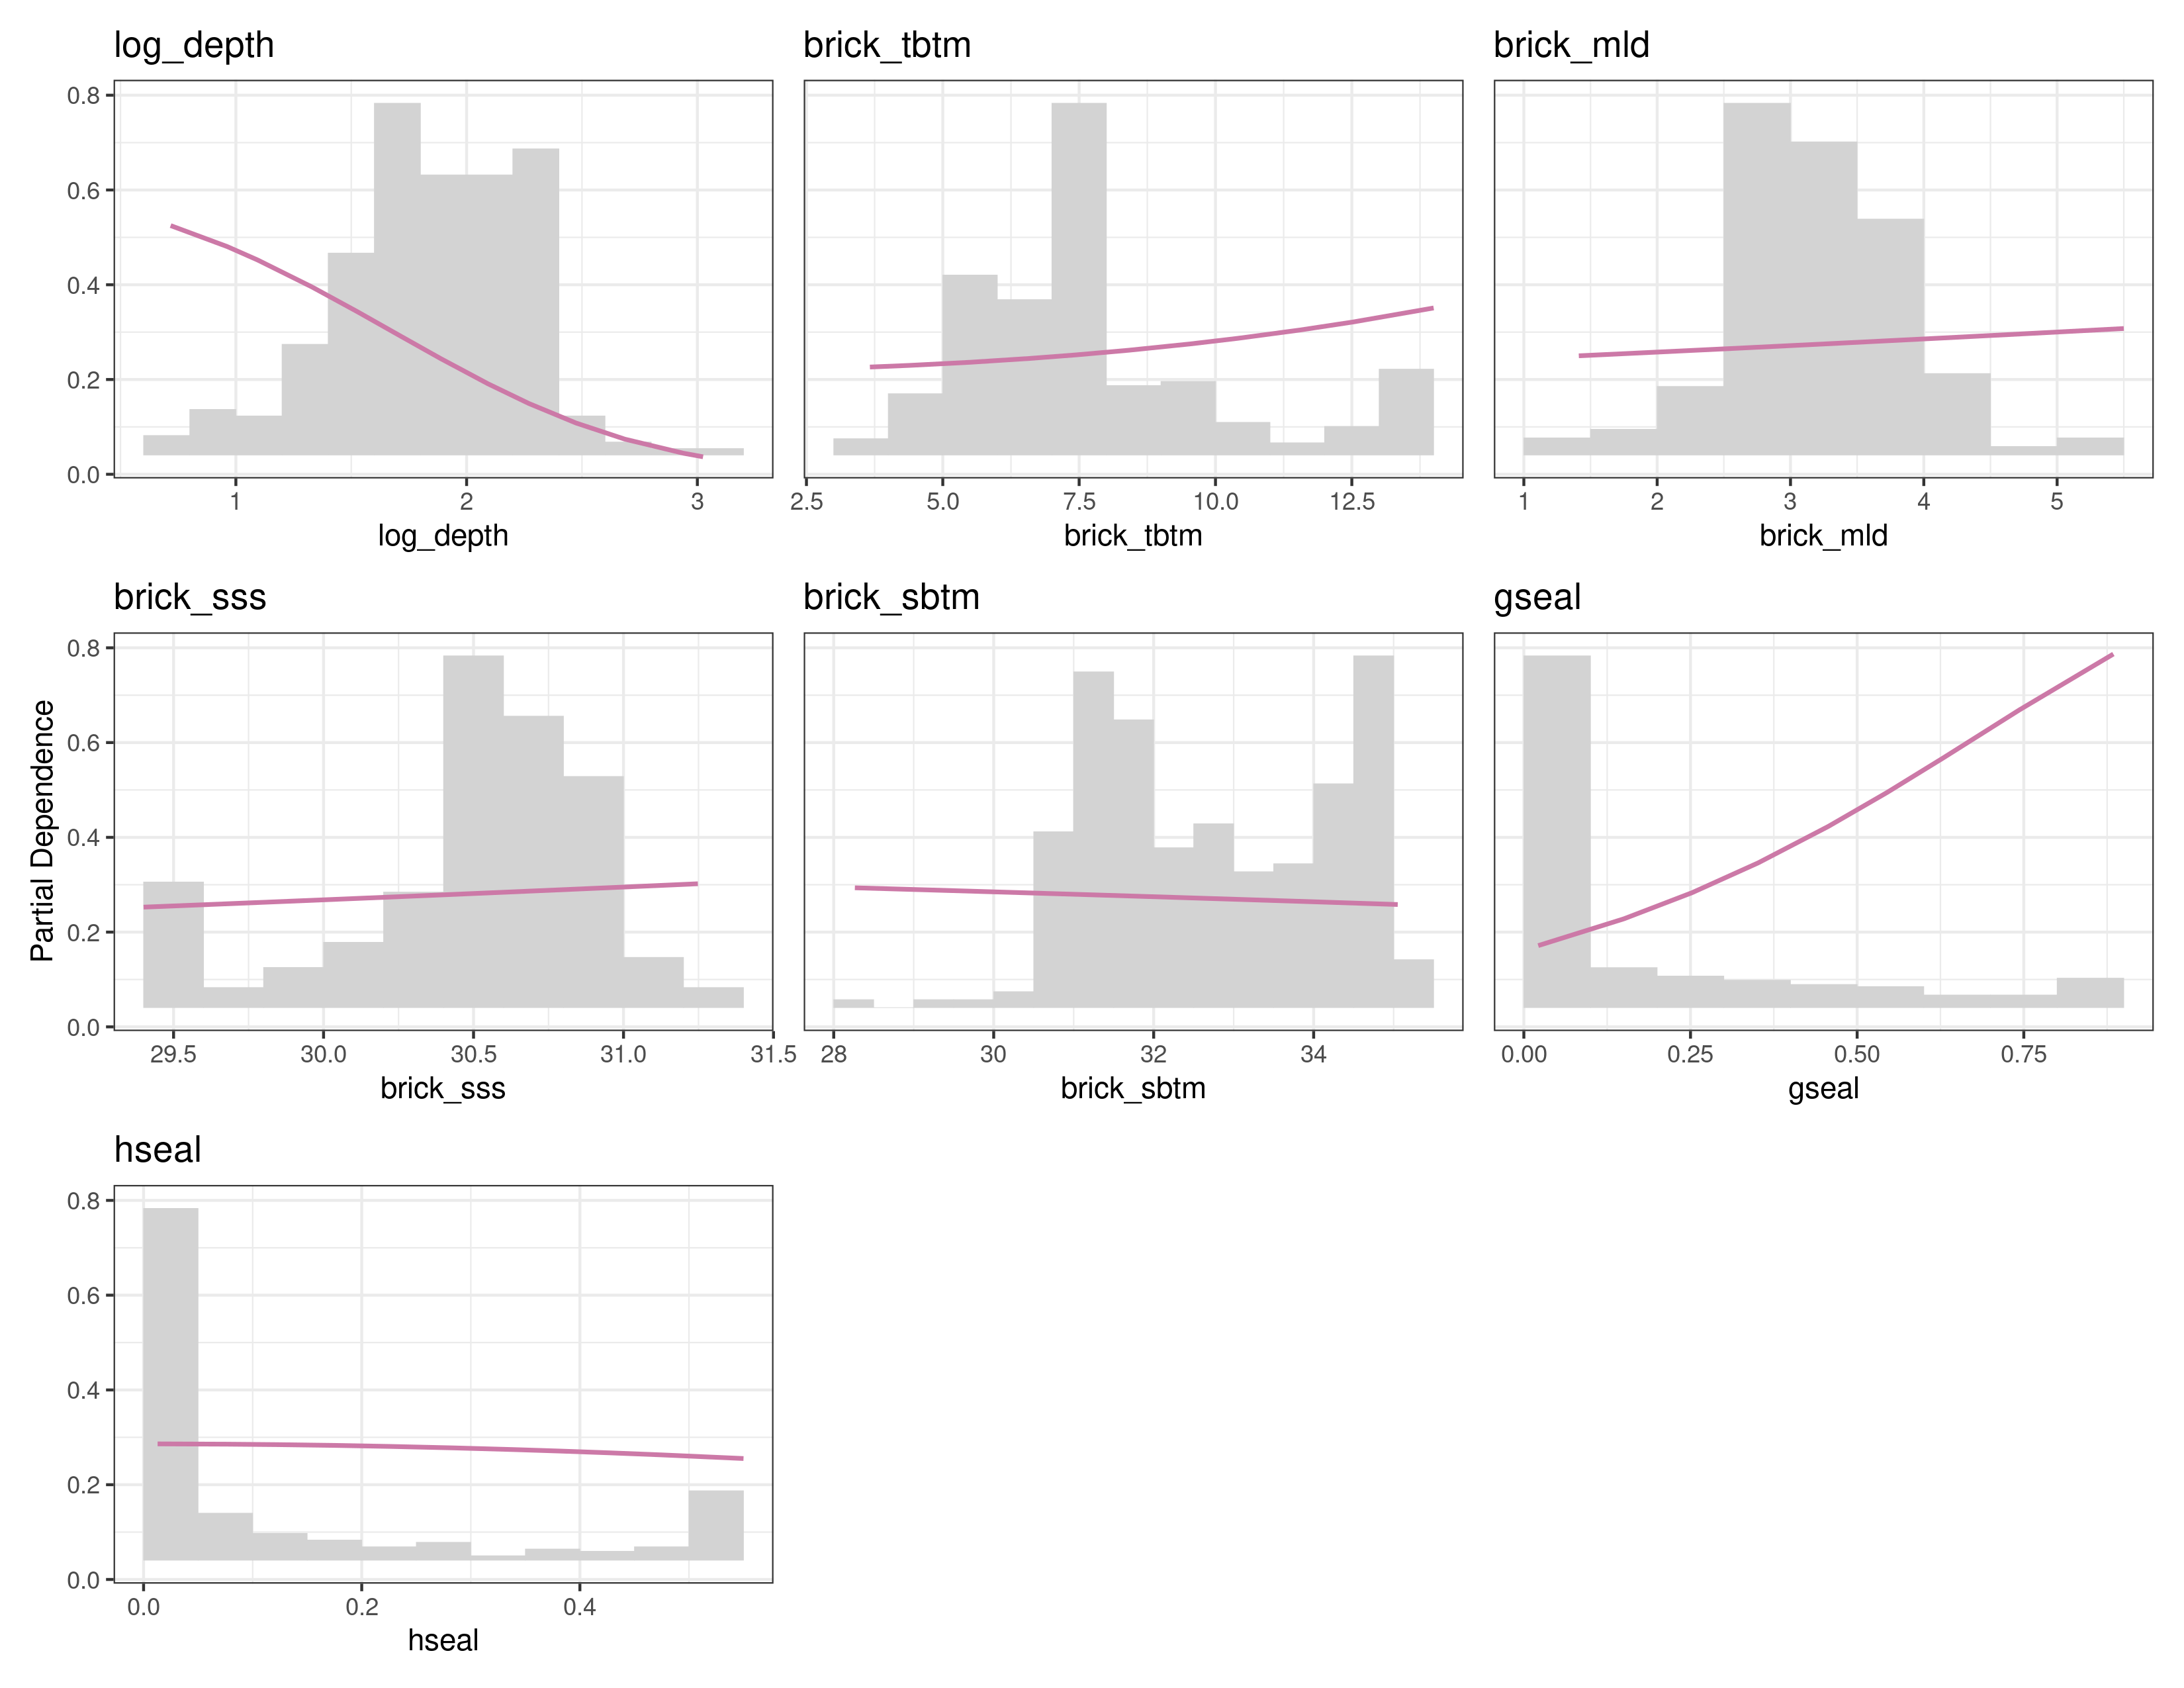 log_depth
brick_tbtm
brick_mld
0.8
0.6
0.4
0.2
0.0
1 2 3
2.5 5.0 7.5 10.0 12.5
1 2 3 4 5
log_depth
brick_tbtm
brick_mld
brick_sss
brick_sbtm
gseal
Partial Dependence
0.8
0.6
0.4
0.2
0.0
29.5 30.0 30.5 31.0 31.5
28 30 32 34
0.00 0.25 0.50 0.75
brick_sss
brick_sbtm
gseal
hseal
0.8
0.6
0.4
0.2
0.0
0.0 0.2 0.4
hseal